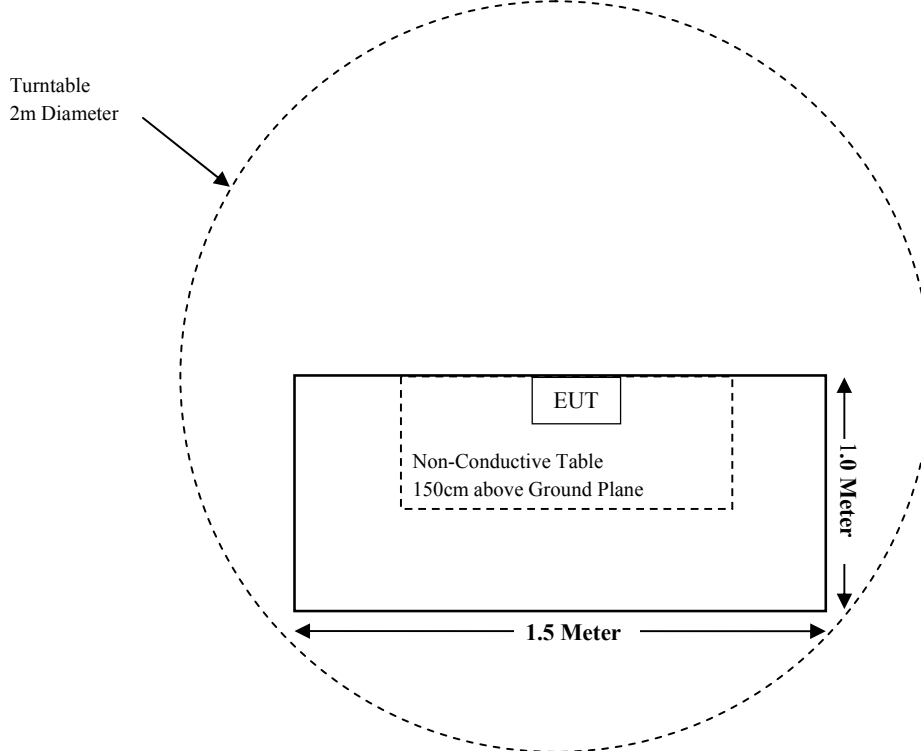 Turntable
2m Diameter
EUT
Non-Conductive Table
150cm above Ground Plane
1.0 Meter
1.5 Meter